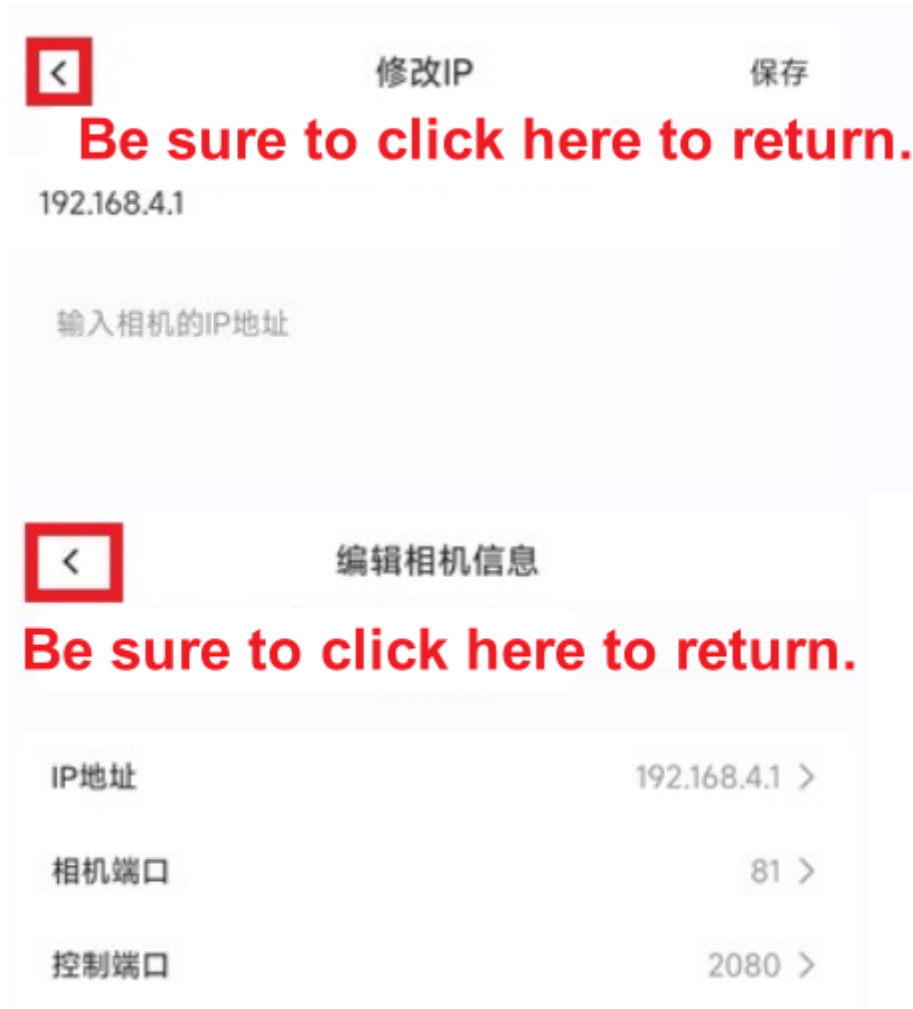 < 修改IP 保存
Be sure to click here to return.
192.168.4.1
输入相机的IP地址
< 编辑相机信息
Be sure to click here to return.
IP地址 192.168.4.1 >
相机端口 81 >
控制端口 2080 >